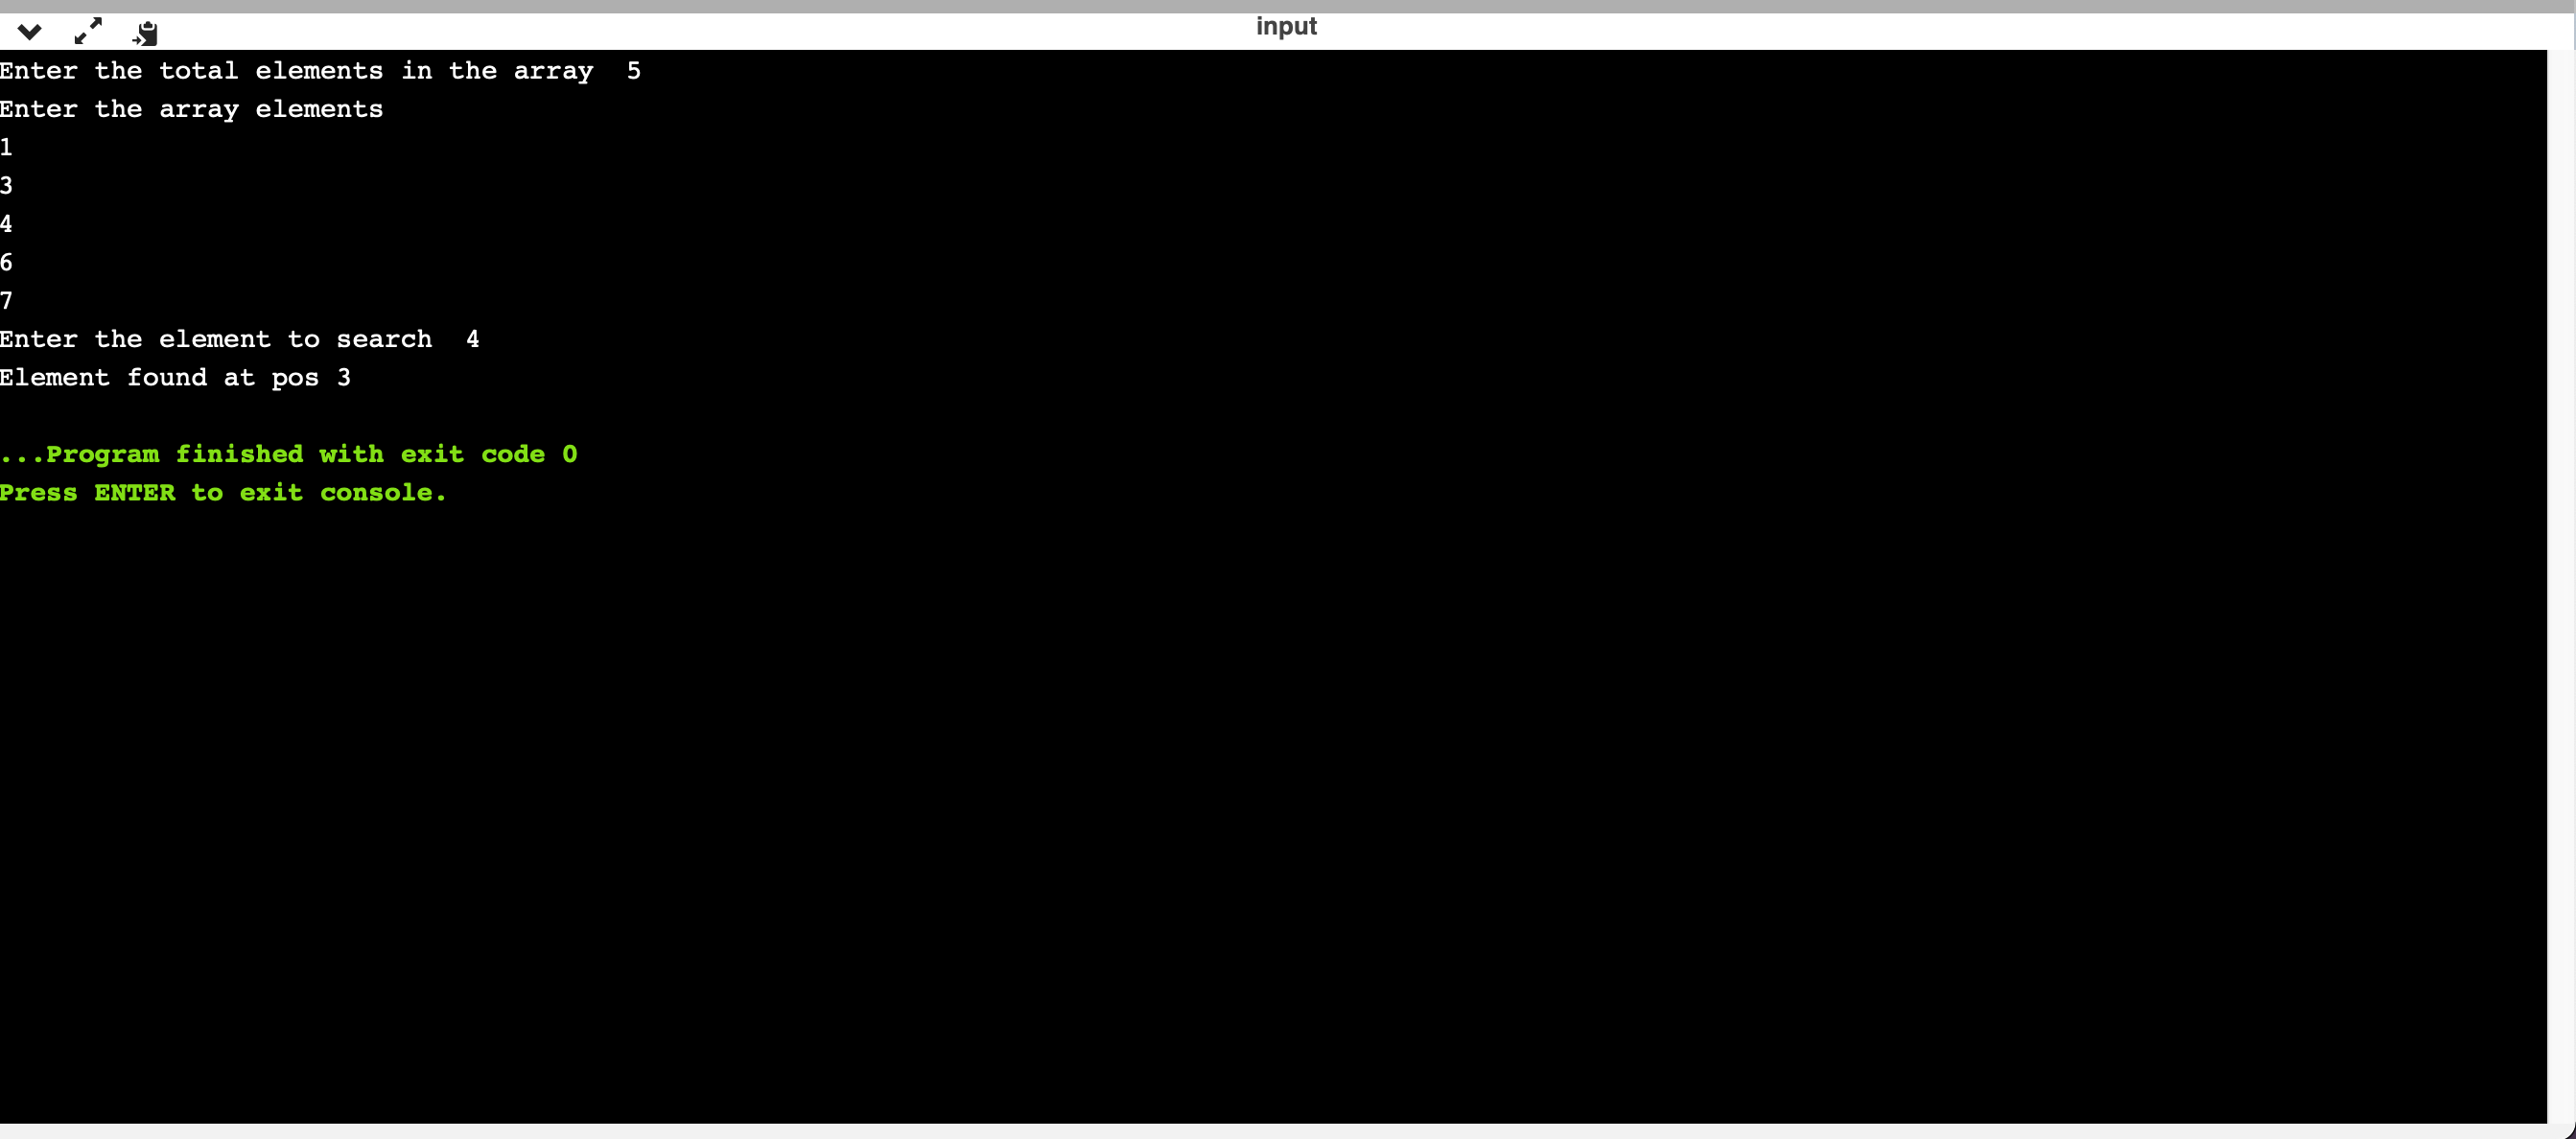 input
Enter the total elements in the array  5
Enter the array elements
1
3
4
6
7
Enter the element to search  4
Element found at pos 3
...Program finished with exit code 0
Press ENTER to exit console.